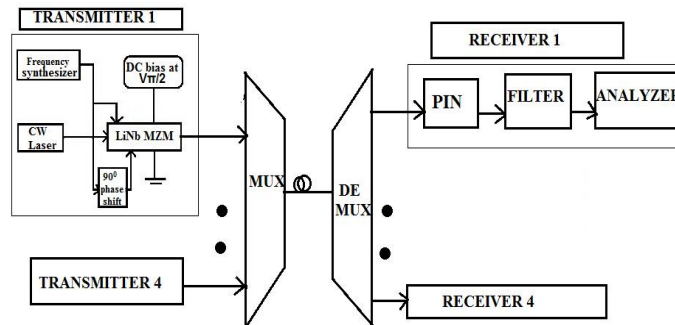 TRANSMITTER 1
Frequency
synthesizer
DC bias at
Vπ/2
CW
Laser
LiNb MZM
90⁰
phase
shift
MUX
DE
MUX
RECEIVER 1
PIN
FILTER
ANALYZER
TRANSMITTER 4
RECEIVER 4